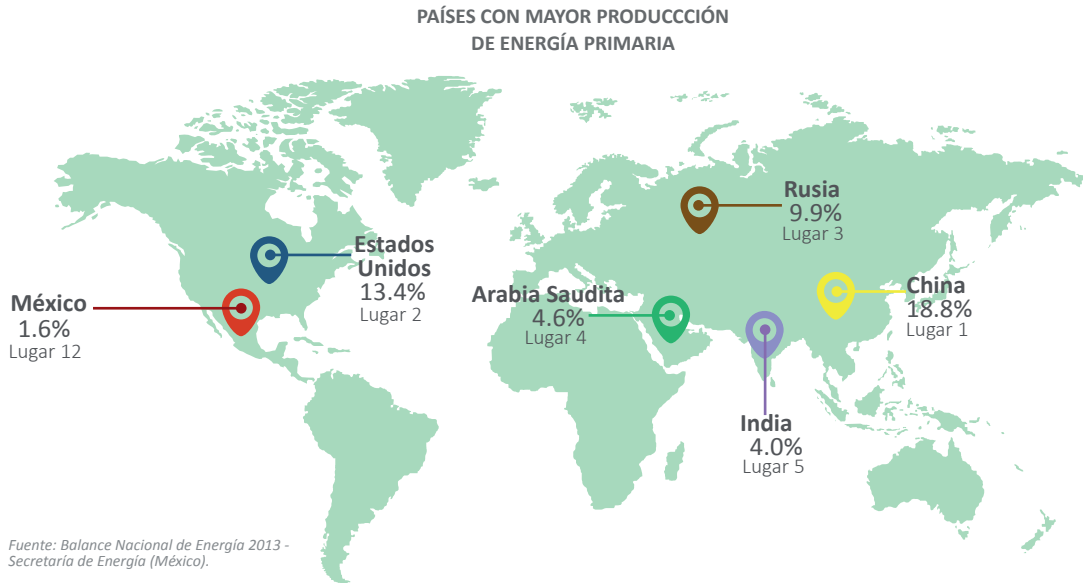 PAÍSES CON MAYOR PRODUCCCIÓN
DE ENERGÍA PRIMARIA
Rusia
9.9%
Lugar 3
Estados
Unidos
13.4%
Lugar 2
México
1.6%
Lugar 12
Arabia Saudita
4.6%
Lugar 4
China
18.8%
Lugar 1
India
4.0%
Lugar 5
Fuente: Balance Nacional de Energía 2013 -
Secretaría de Energía (México).